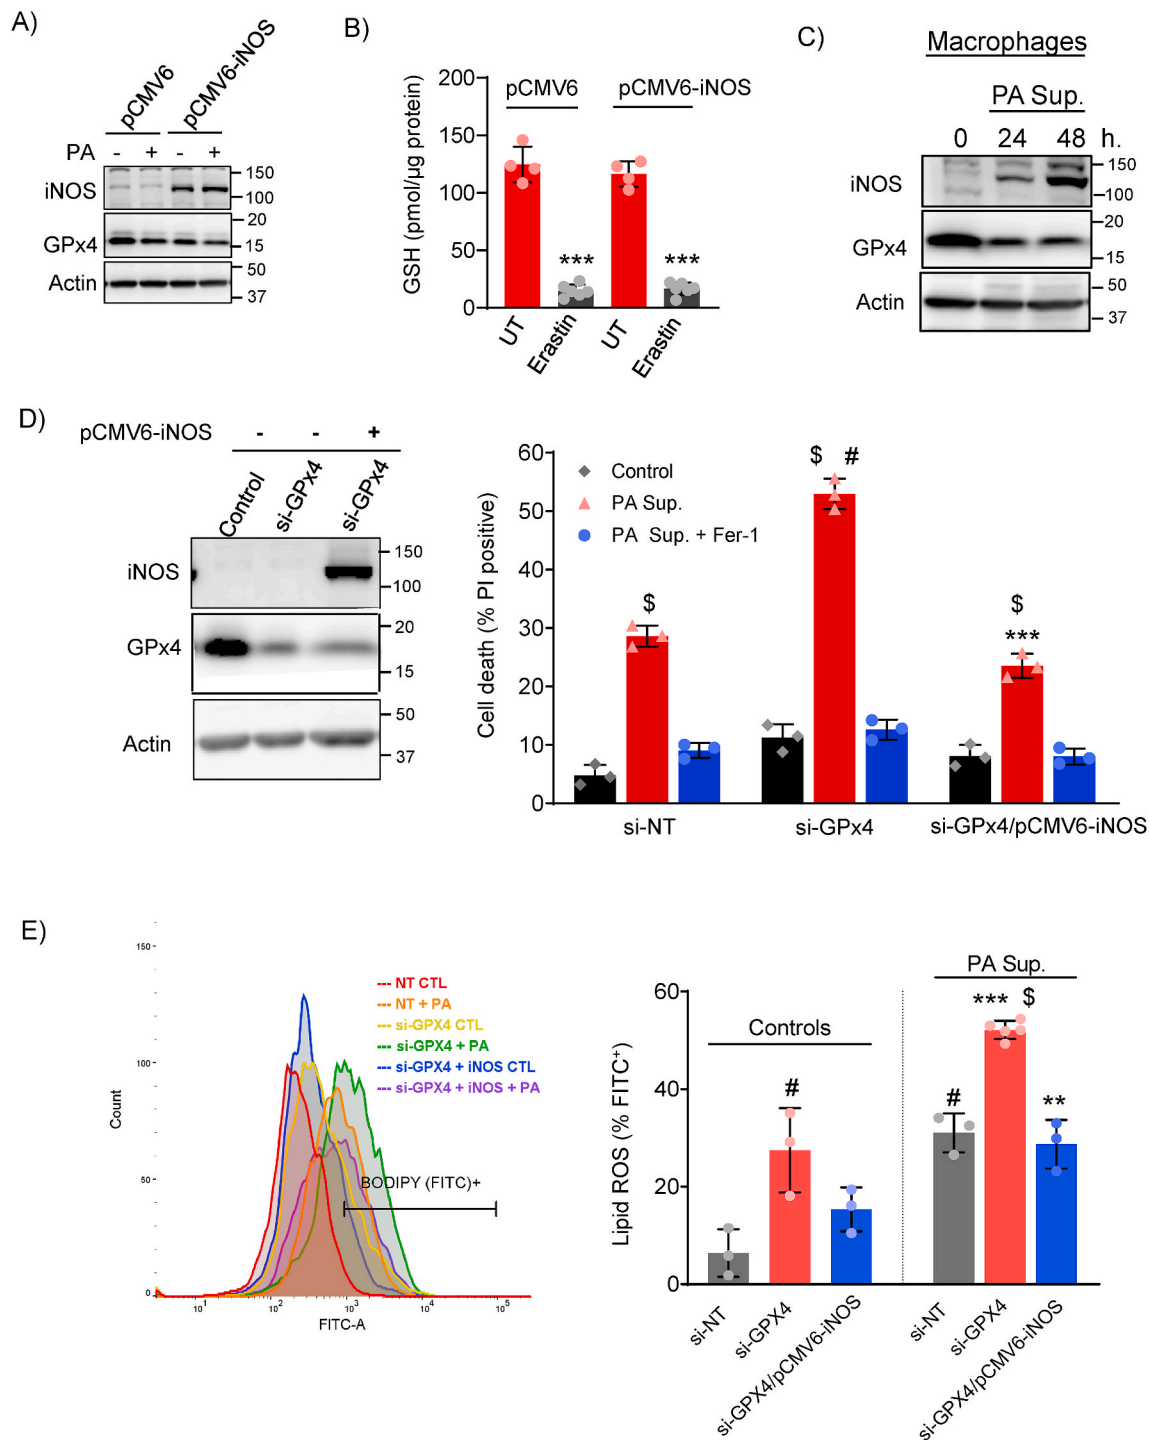 A)
pCMV6
pCMV6-iNOS
PA - + - +
iNOS
150
100
GPx4
20
15
Actin
50
37
B)
GSH (pmol/µg protein)
200
150
100
50
0
pCMV6
pCMV6-iNOS
***
***
UT
Erastin
UT
Erastin
C)
Macrophages
PA Sup.
0 24 48 h.
iNOS
150
100
GPx4
20
15
Actin
50
37
D)
pCMV6-iNOS - - +
Control
si-GPx4
si-GPx4
iNOS
150
100
GPx4
20
15
Actin
50
37
Cell death (% PI positive)
60
50
40
30
20
10
0
Control
PA Sup.
PA Sup. + Fer-1
$
$ #
$
***
si-NT
si-GPx4
si-GPx4/pCMV6-iNOS
E)
Count
150
100
50
0
10¹
10²
10³
10⁴
10⁵
FITC-A
--- NT CTL
--- NT + PA
--- si-GPX4 CTL
--- si-GPX4 + PA
--- si-GPX4 + iNOS CTL
--- si-GPX4 + iNOS + PA
BODIPY (FITC)+
Lipid ROS (% FITC⁺)
60
40
20
0
Controls
PA Sup.
#
#
*** $
**
si-NT
si-GPX4
si-GPX4/pCMV6-iNOS
si-NT
si-GPX4
si-GPX4/pCMV6-iNOS